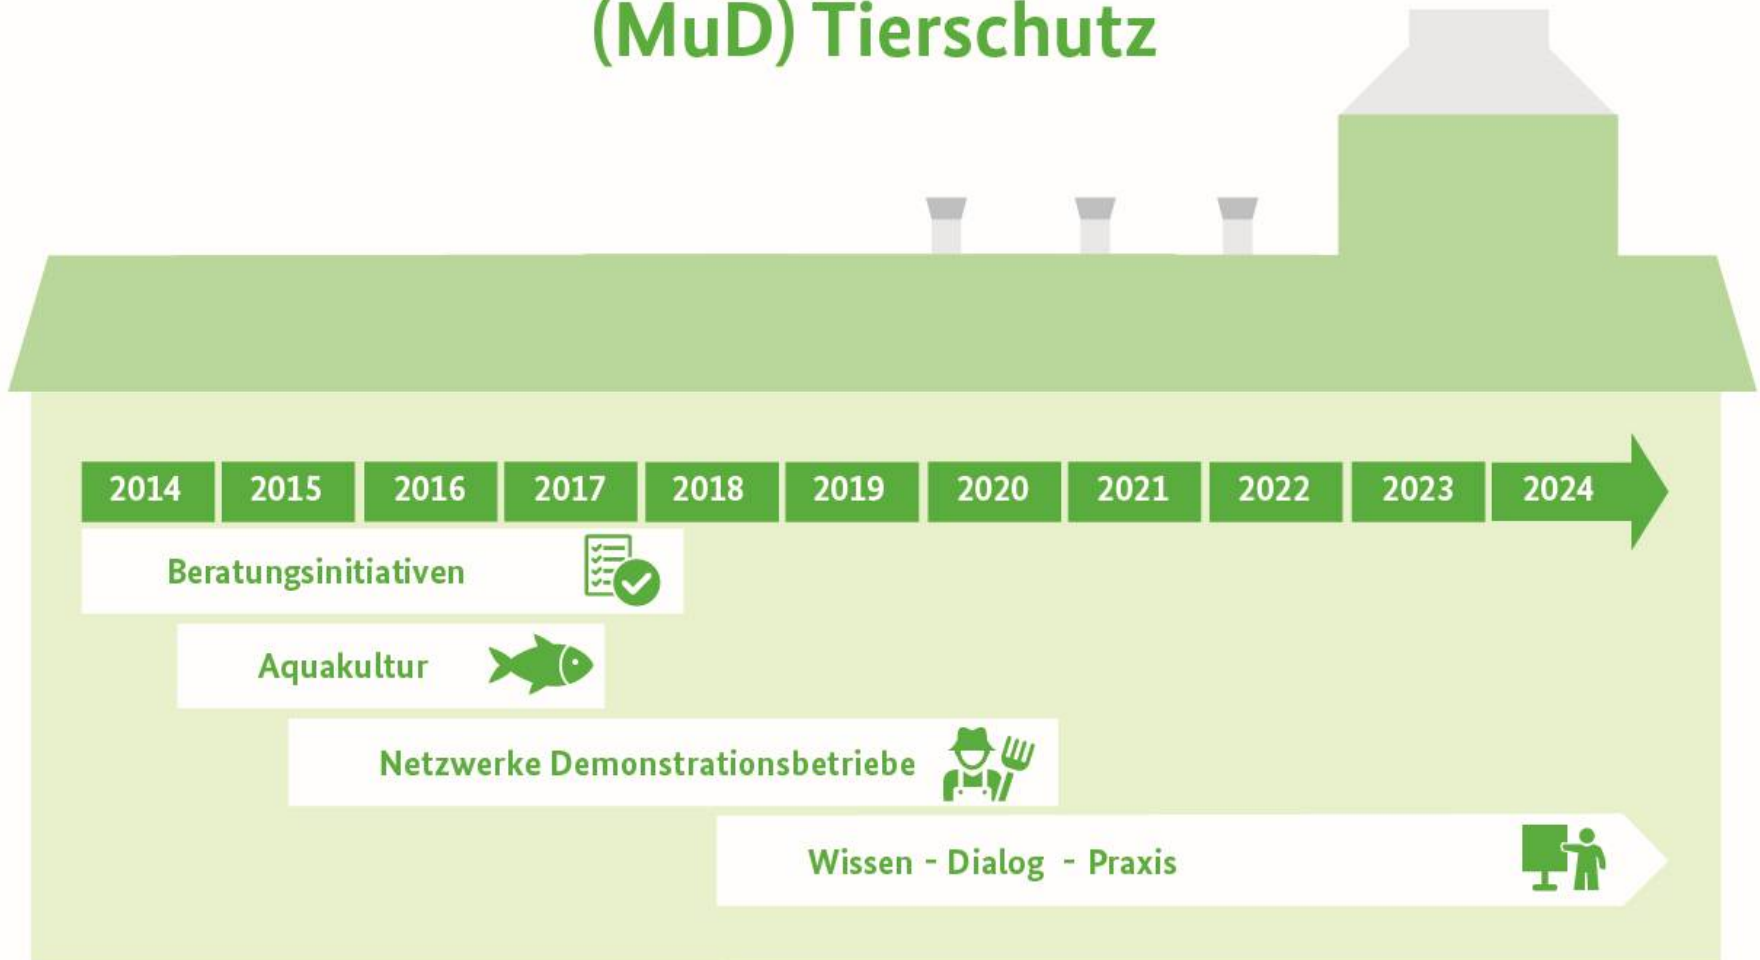 (MuD) Tierschutz
2014 2015 2016 2017 2018 2019 2020 2021 2022 2023 2024
Beratungsinitiativen
Aquakultur
Netzwerke Demonstrationsbetriebe
Wissen - Dialog - Praxis